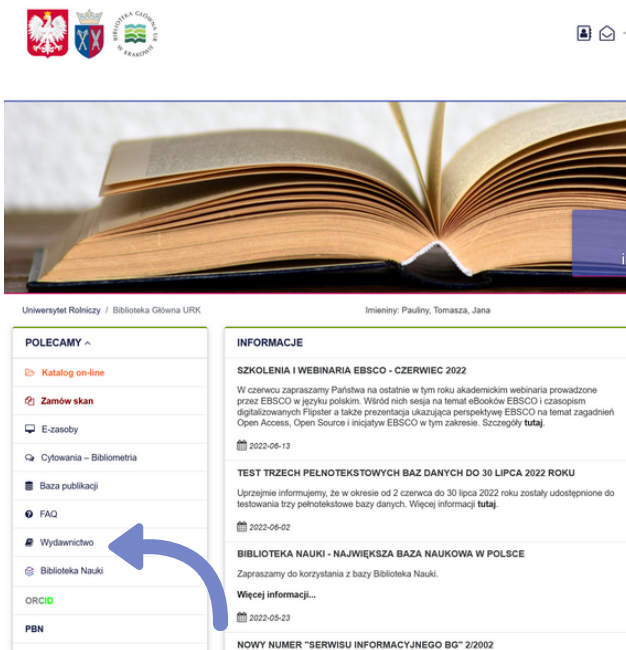 BIBLIOTEKA GŁÓWNA UR
W KRAKOWIE
Uniwersytet Rolniczy / Biblioteka Główna URK
Imieniny: Pauliny, Tomasza, Jana
POLECAMY
Katalog on-line
Zamów skan
E-zasoby
Cytowania – Bibliometria
Baza publikacji
FAQ
Wydawnictwo
Biblioteka Nauki
ORCID
PBN
INFORMACJE
SZKOLENIA I WEBINARIA EBSCO - CZERWIEC 2022
W czerwcu zapraszamy Państwa na ostatnie w tym roku akademickim webinaria prowadzone
przez EBSCO w języku polskim. Wśród nich sesja na temat eBooków EBSCO i czasopism
digitalizowanych Flipster a także prezentacja ukazująca perspektywę EBSCO na temat zagadnień
Open Access, Open Source i inicjatyw EBSCO w tym zakresie. Szczegóły tutaj.
2022-06-13
TEST TRZECH PEŁNOTEKSTOWYCH BAZ DANYCH DO 30 LIPCA 2022 ROKU
Uprzejmie informujemy, że w okresie od 2 czerwca do 30 lipca 2022 roku zostały udostępnione do
testowania trzy pełnotekstowe bazy danych. Więcej informacji tutaj.
2022-06-02
BIBLIOTEKA NAUKI - NAJWIĘKSZA BAZA NAUKOWA W POLSCE
Zapraszamy do korzystania z bazy Biblioteka Nauki.
Więcej informacji...
2022-05-23
NOWY NUMER "SERWISU INFORMACYJNEGO BG" 2/2002